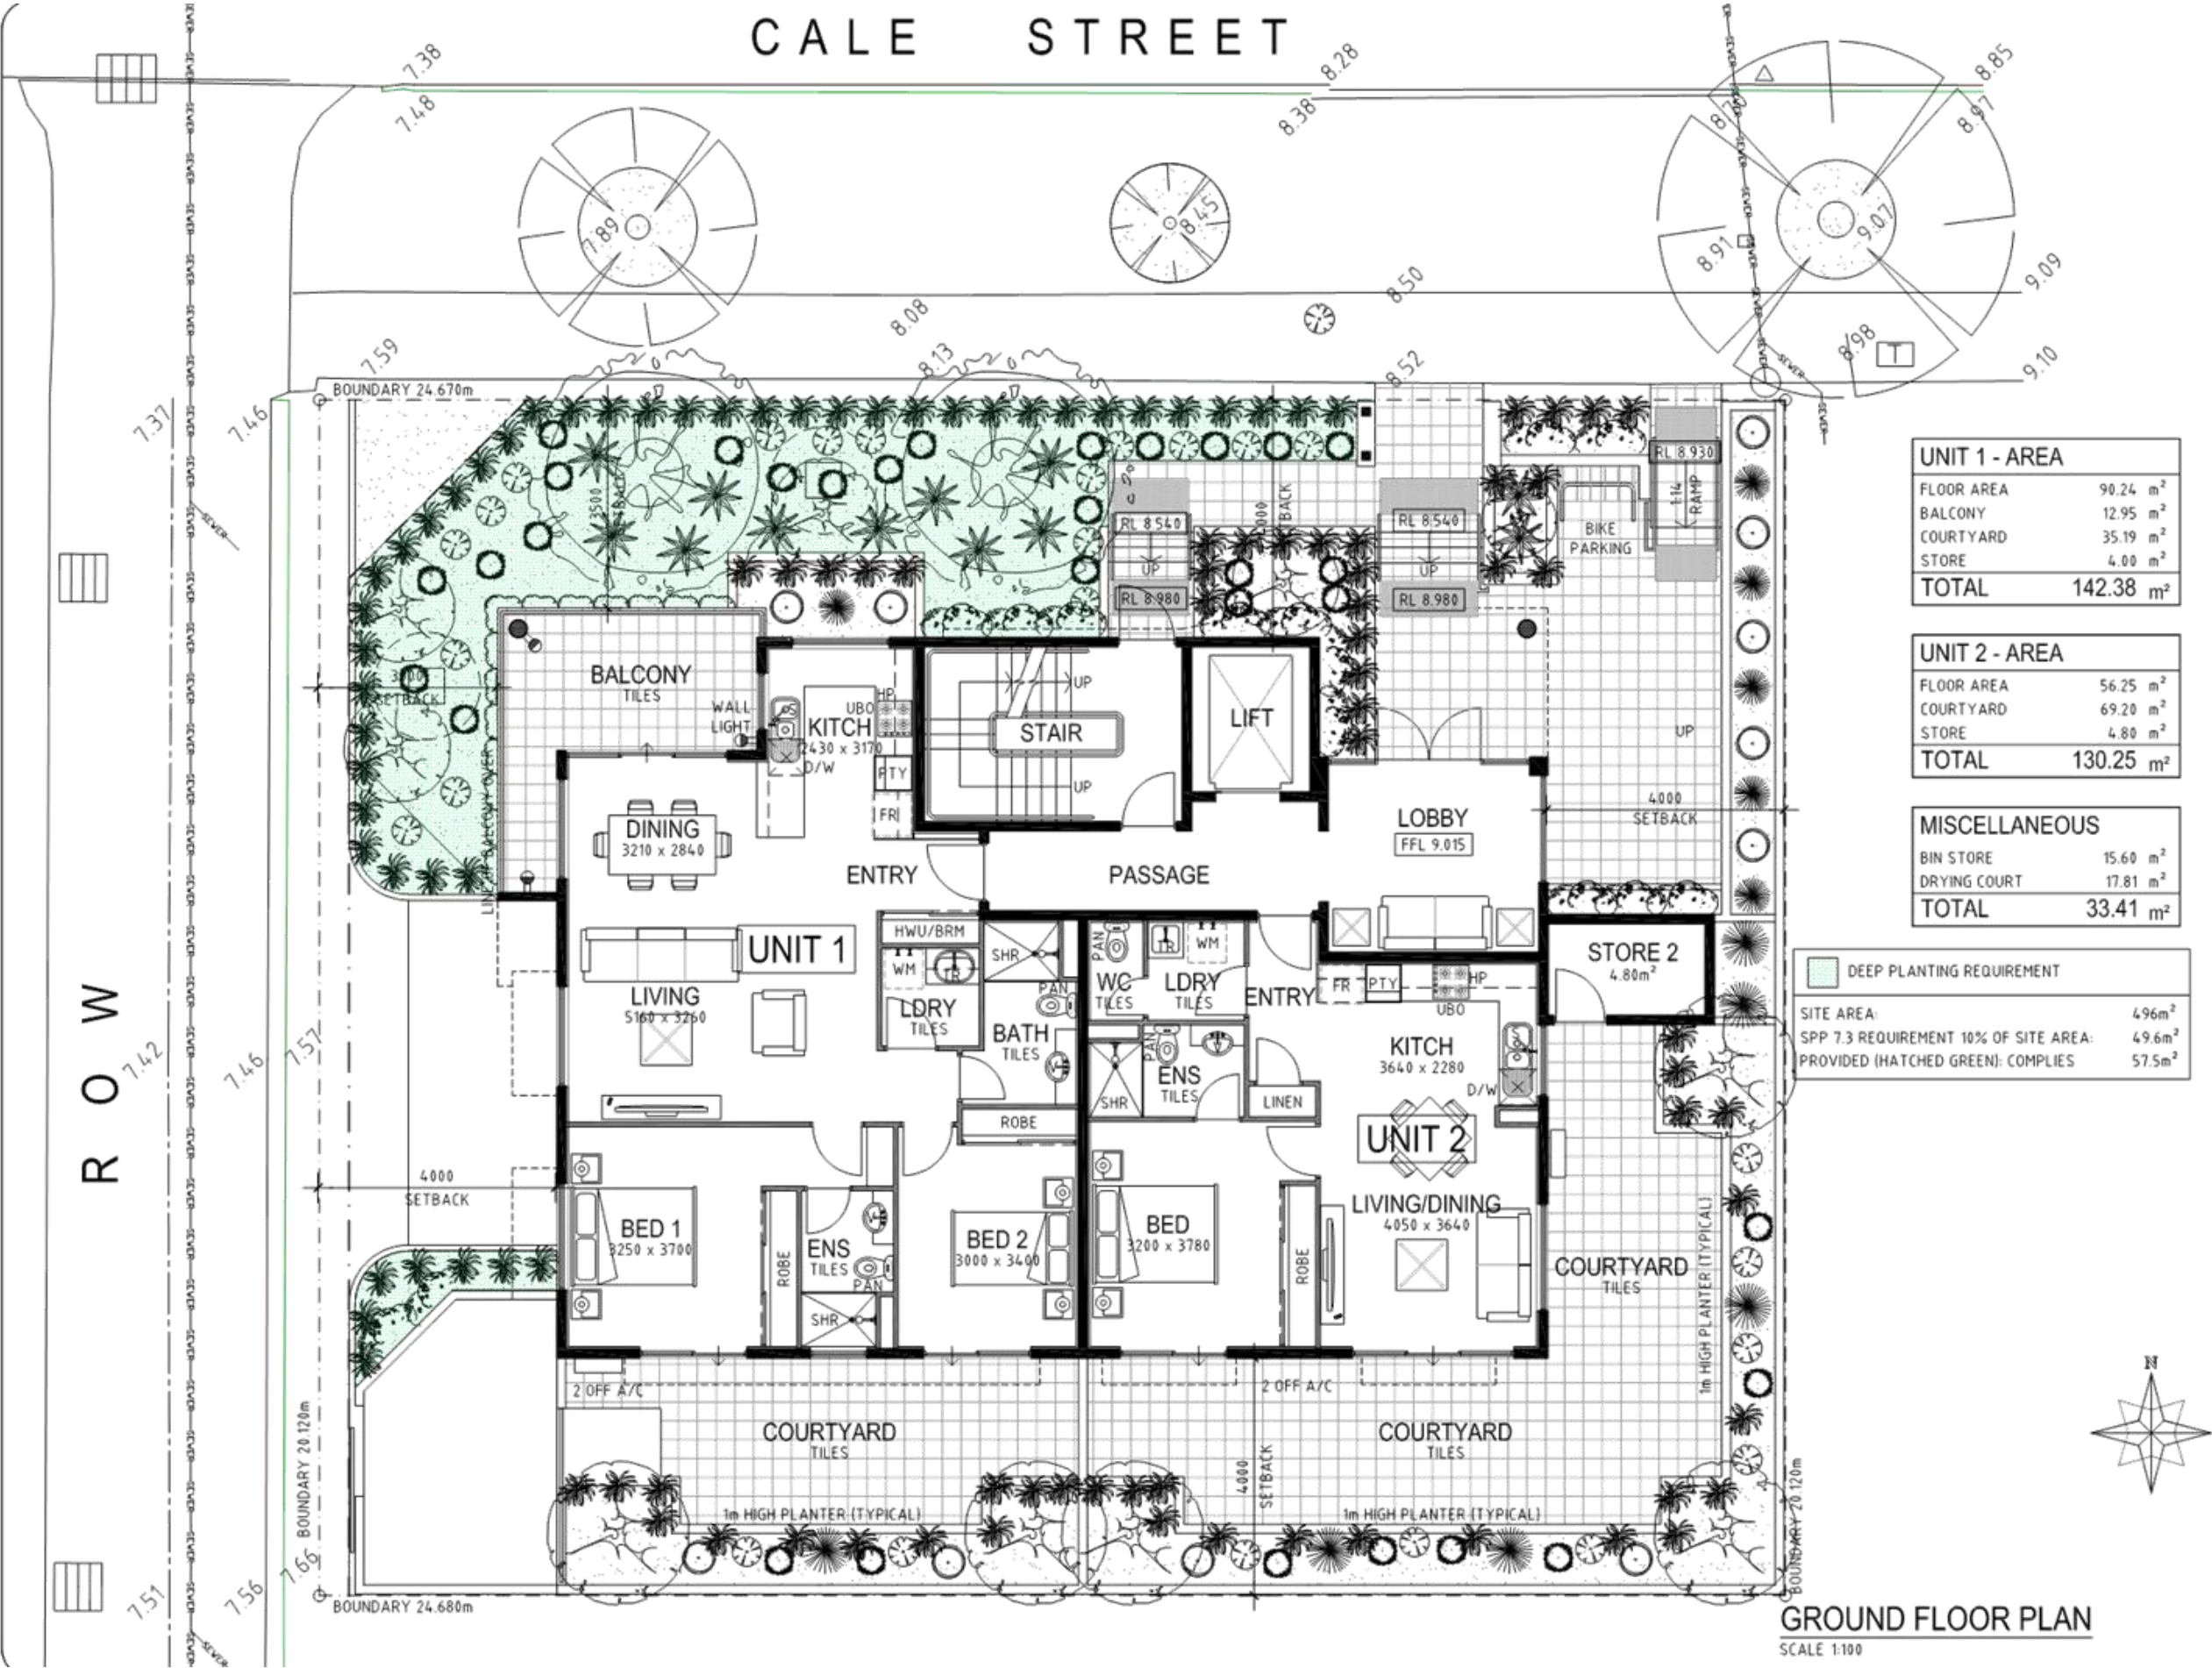 CALE STREET
7.38
8.28
8.85
7.48
8.38
8.97
7.89
8.45
9.07
8.91
8.50
9.09
8.08
7.59
8.13
8.52
8.98
T
9.10
BOUNDARY 24.670m
7.37
7.46
SEWER
RL 8.930
1:14
RAMP
RL 8.540
RL 8.540
BIKE
PARKING
UP
UP
RL 8.980
RL 8.980
UNIT 1 - AREA
FLOOR AREA 90.24 m²
BALCONY 12.95 m²
COURTYARD 35.19 m²
STORE 4.00 m²
TOTAL 142.38 m²
UNIT 2 - AREA
FLOOR AREA 56.25 m²
COURTYARD 69.20 m²
STORE 4.80 m²
TOTAL 130.25 m²
MISCELLANEOUS
BIN STORE 15.60 m²
DRYING COURT 17.81 m²
TOTAL 33.41 m²
DEEP PLANTING REQUIREMENT
SITE AREA: 496m²
SPP 7.3 REQUIREMENT 10% OF SITE AREA: 49.6m²
PROVIDED (HATCHED GREEN): COMPLIES 57.5m²
BALCONY
TILES
SETBACK
WALL
LIGHT
HP
UBO
KITCH
2430 x 3170
D/W
PTY
FR
UP
STAIR
UP
LIFT
UP
4000
SETBACK
DINING
3210 x 2840
ENTRY
PASSAGE
LOBBY
FFL 9.015
HWU/BRM
UNIT 1
WM
TR
LDRY
TILES
SHR
PAN
BATH
TILES
LIVING
5160 x 3260
PAN
WC
TILES
TR
WM
LDRY
TILES
ENTRY
FR
PTY
HP
UBO
STORE 2
4.80m²
KITCH
3640 x 2280
D/W
PAN
ENS
TILES
SHR
LINEN
ROBE
UNIT 2
ROW
7.42
7.46
7.57
4000
SETBACK
LIVING/DINING
4050 x 3640
BED 1
3250 x 3700
ROBE
ENS
TILES
PAN
SHR
BED 2
3000 x 3400
BED
3200 x 3780
ROBE
COURTYARD
TILES
1m HIGH PLANTER (TYPICAL)
2 OFF A/C
2 OFF A/C
COURTYARD
TILES
COURTYARD
TILES
4000
SETBACK
1m HIGH PLANTER (TYPICAL)
1m HIGH PLANTER (TYPICAL)
BOUNDARY 20.120m
BOUNDARY 20.120m
N
7.51
7.56
7.66
BOUNDARY 24.680m
SEWER
GROUND FLOOR PLAN
SCALE 1:100